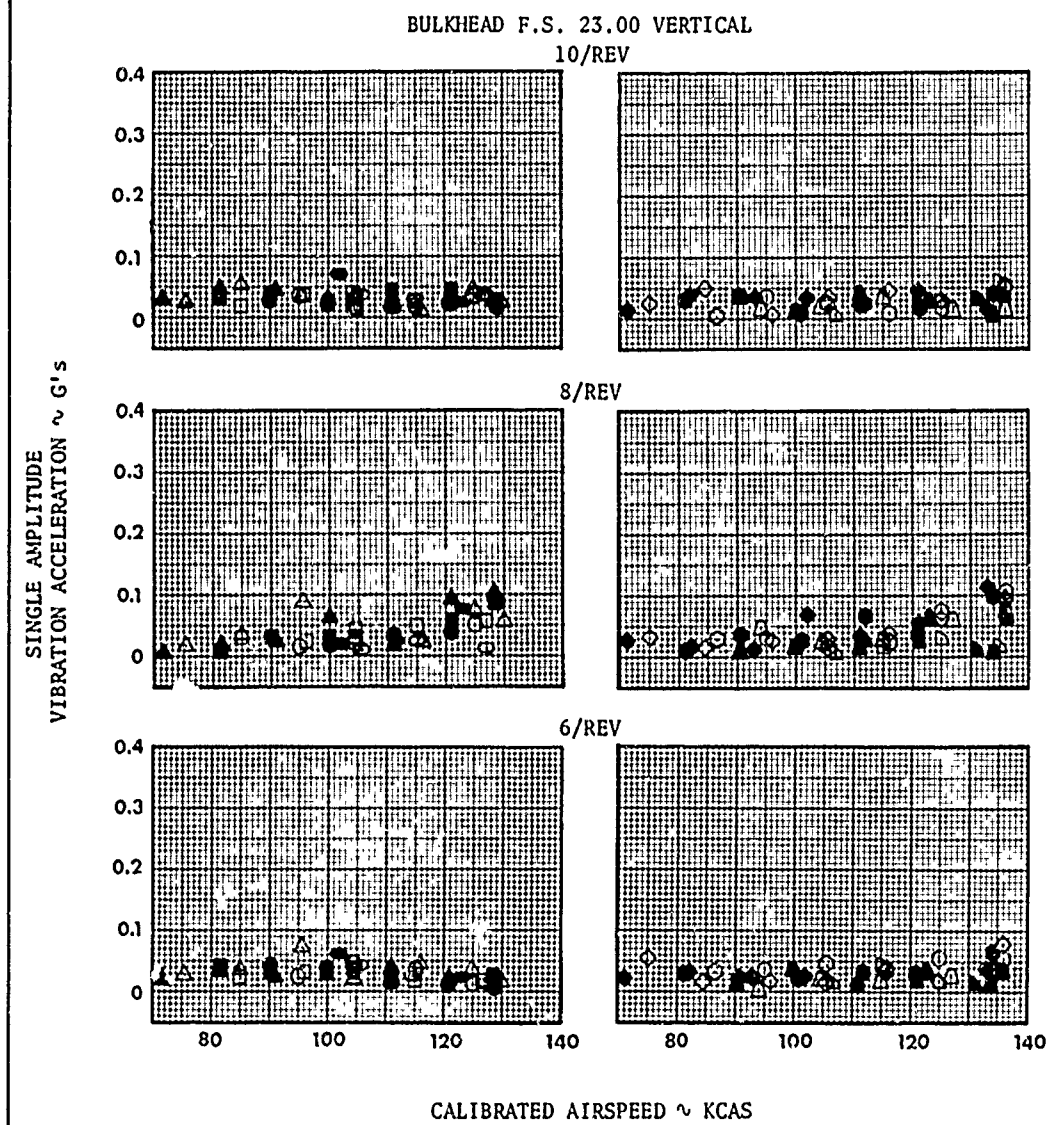 BULKHEAD F.S. 23.00 VERTICAL
10/REV
0.4
0.3
0.2
0.1
0
8/REV
0.4
0.3
0.2
0.1
0
SINGLE AMPLITUDE
VIBRATION ACCELERATION ~ G's
6/REV
0.4
0.3
0.2
0.1
0
80 100 120 140 80 100 120 140
CALIBRATED AIRSPEED ~ KCAS